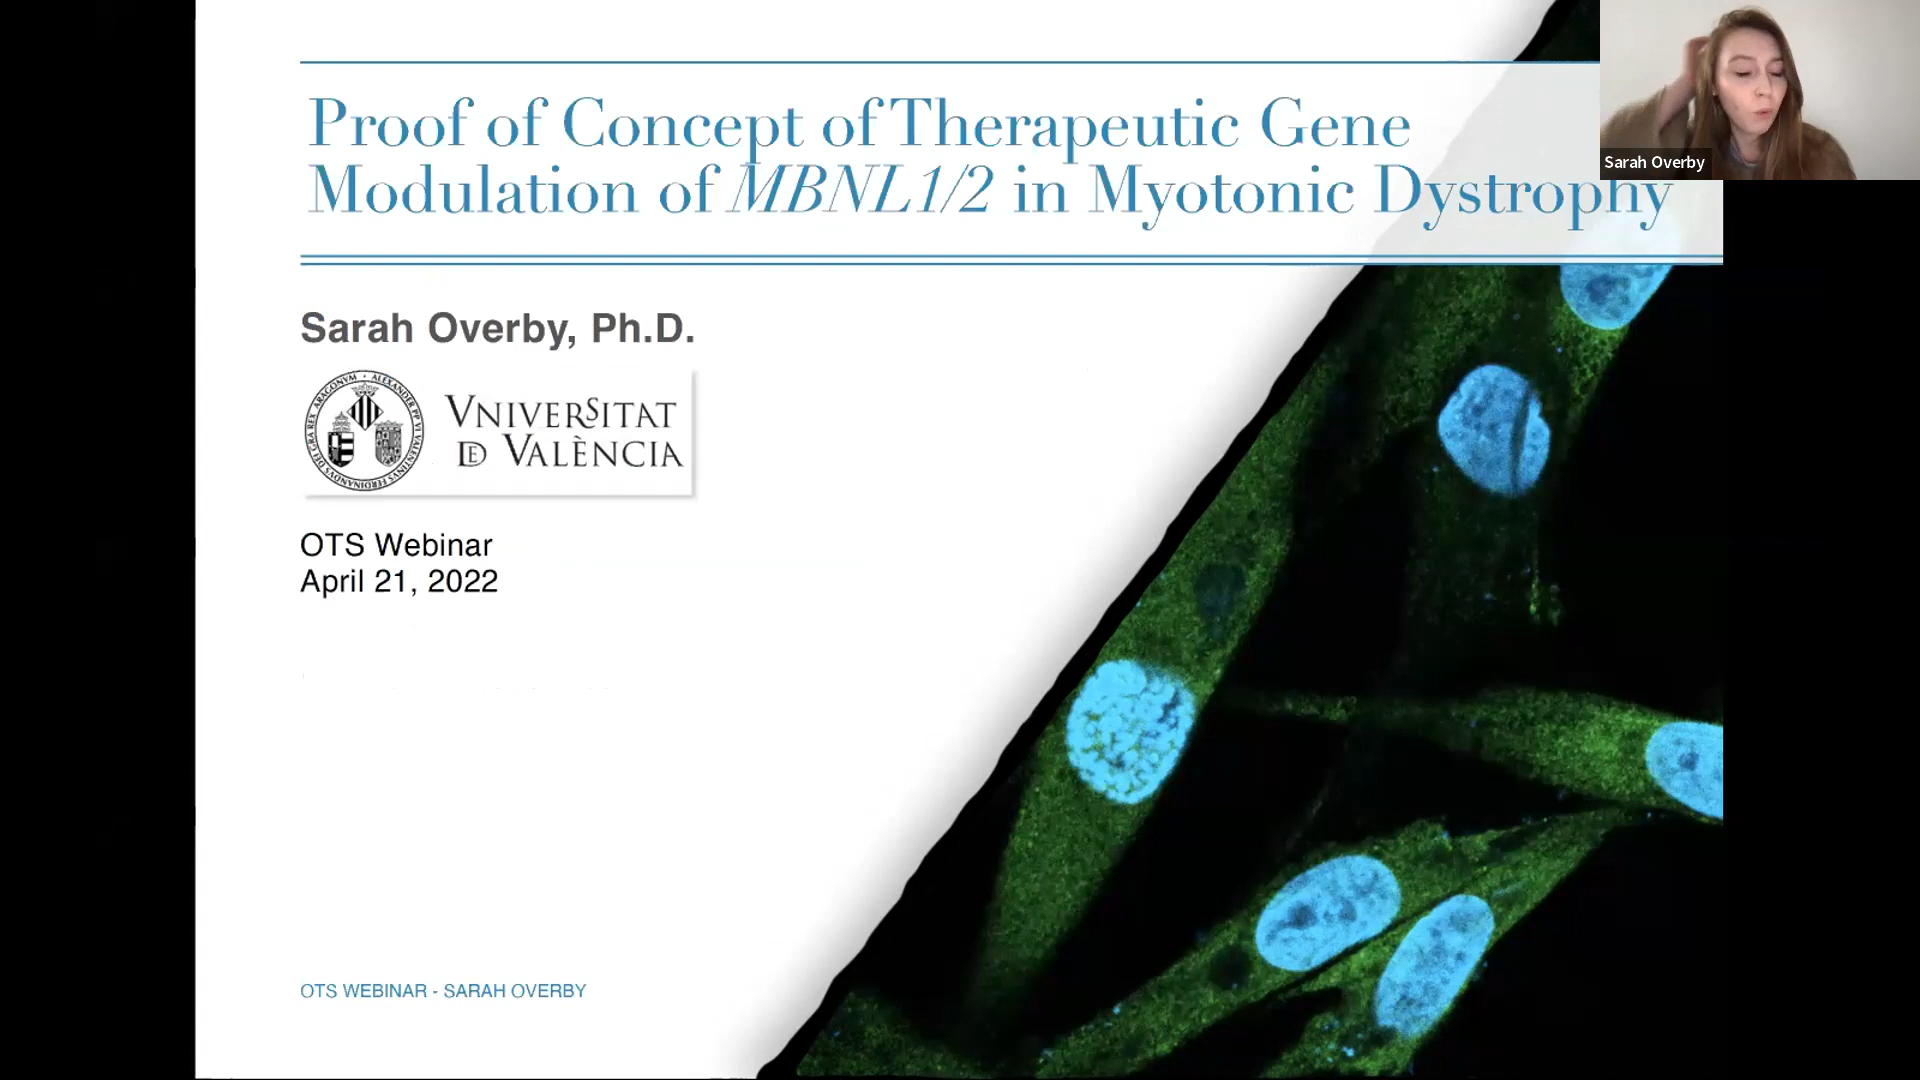 Proof of Concept of Therapeutic Gene
Modulation of MBNL1/2 in Myotonic Dystrophy
Sarah Overby
Sarah Overby, Ph.D.
VNIVERSITAT
DE VALÈNCIA
OTS Webinar
April 21, 2022
OTS WEBINAR - SARAH OVERBY